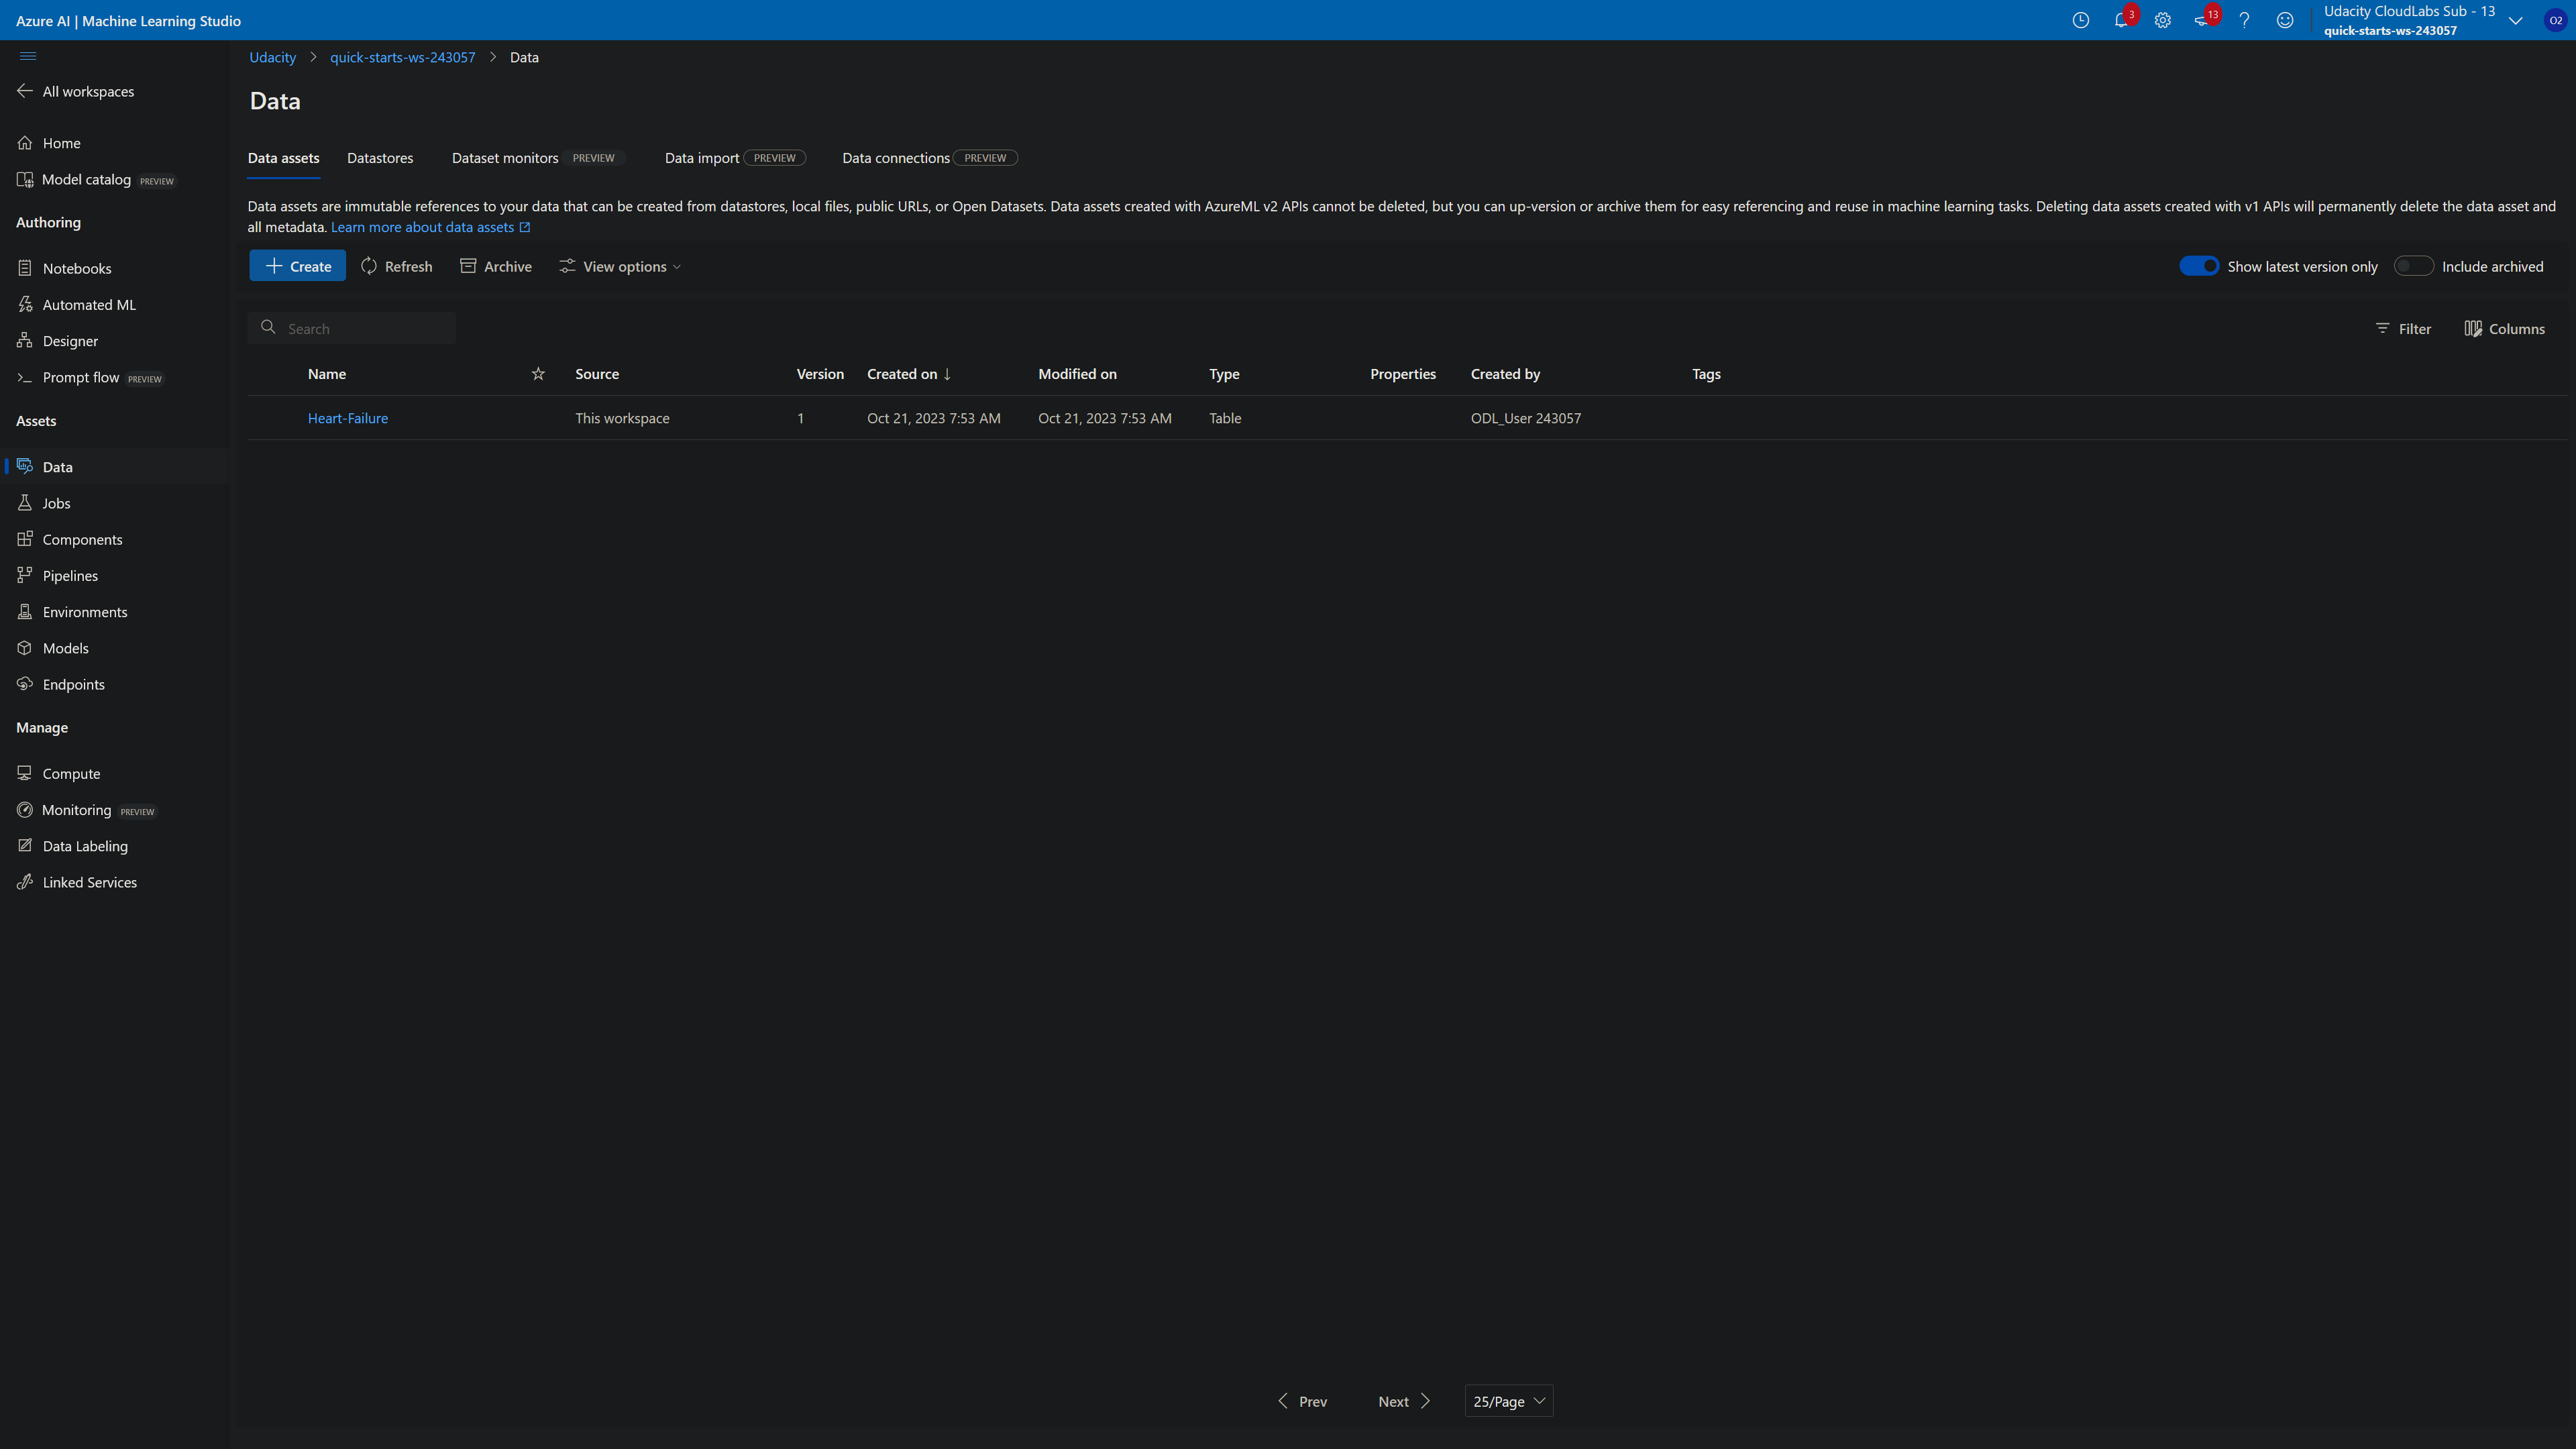 Azure AI | Machine Learning Studio
3
13
Udacity CloudLabs Sub - 13
quick-starts-ws-243057
O2
All workspaces
Home
Model catalog PREVIEW
Authoring
Notebooks
Automated ML
Designer
Prompt flow PREVIEW
Assets
Data
Jobs
Components
Pipelines
Environments
Models
Endpoints
Manage
Compute
Monitoring PREVIEW
Data Labeling
Linked Services
Udacity > quick-starts-ws-243057 > Data
Data
Data assets Datastores Dataset monitors PREVIEW Data import PREVIEW Data connections PREVIEW
Data assets are immutable references to your data that can be created from datastores, local files, public URLs, or Open Datasets. Data assets created with AzureML v2 APIs cannot be deleted, but you can up-version or archive them for easy referencing and reuse in machine learning tasks. Deleting data assets created with v1 APIs will permanently delete the data asset and
all metadata. Learn more about data assets
Create Refresh Archive View options Show latest version only Include archived
Search Filter Columns
Name Source Version Created on ↓ Modified on Type Properties Created by Tags
Heart-Failure This workspace 1 Oct 21, 2023 7:53 AM Oct 21, 2023 7:53 AM Table ODL_User 243057
Prev Next 25/Page